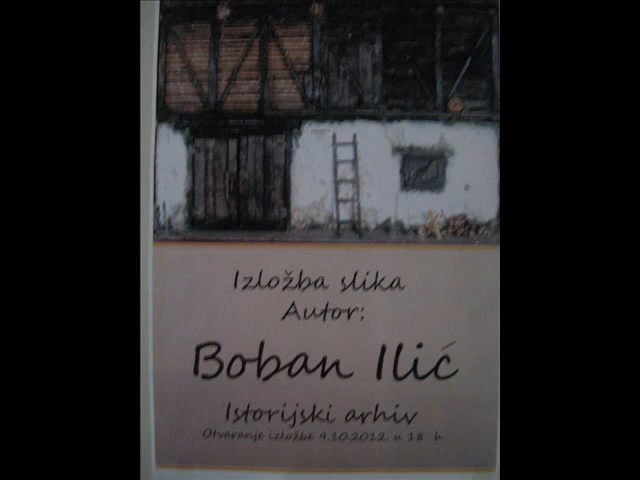 Izložba slika
Autor:
Boban Ilić
Istorijski arhiv
Otvaranje izložbe 9.10.2012. u 18 h